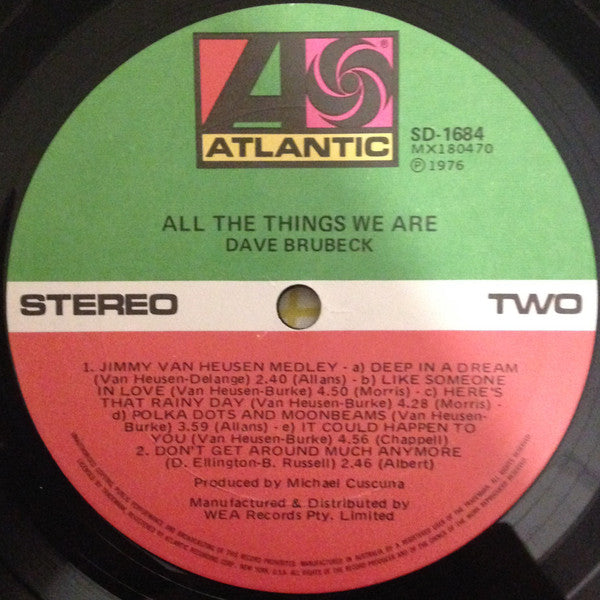 ATLANTIC
SD-1684
MX180470
Ⓟ 1976
ALL THE THINGS WE ARE
DAVE BRUBECK
STEREO
TWO
1. JIMMY VAN HEUSEN MEDLEY - a) DEEP IN A DREAM
(Van Heusen-Delange) 2.40 (Allans) - b) LIKE SOMEONE
IN LOVE (Van Heusen-Burke) 4.50 (Morris) - c) HERE'S
THAT RAINY DAY (Van Heusen-Burke) 4.28 (Morris) -
d) POLKA DOTS AND MOONBEAMS (Van Heusen-
Burke) 3.59 (Allans) - e) IT COULD HAPPEN TO
YOU (Van Heusen-Burke) 4.56 (Chappell)
2. DON'T GET AROUND MUCH ANYMORE
(D. Ellington-B. Russell) 2.46 (Albert)
Produced by Michael Cuscuna
Manufactured & Distributed by
WEA Records Pty. Limited